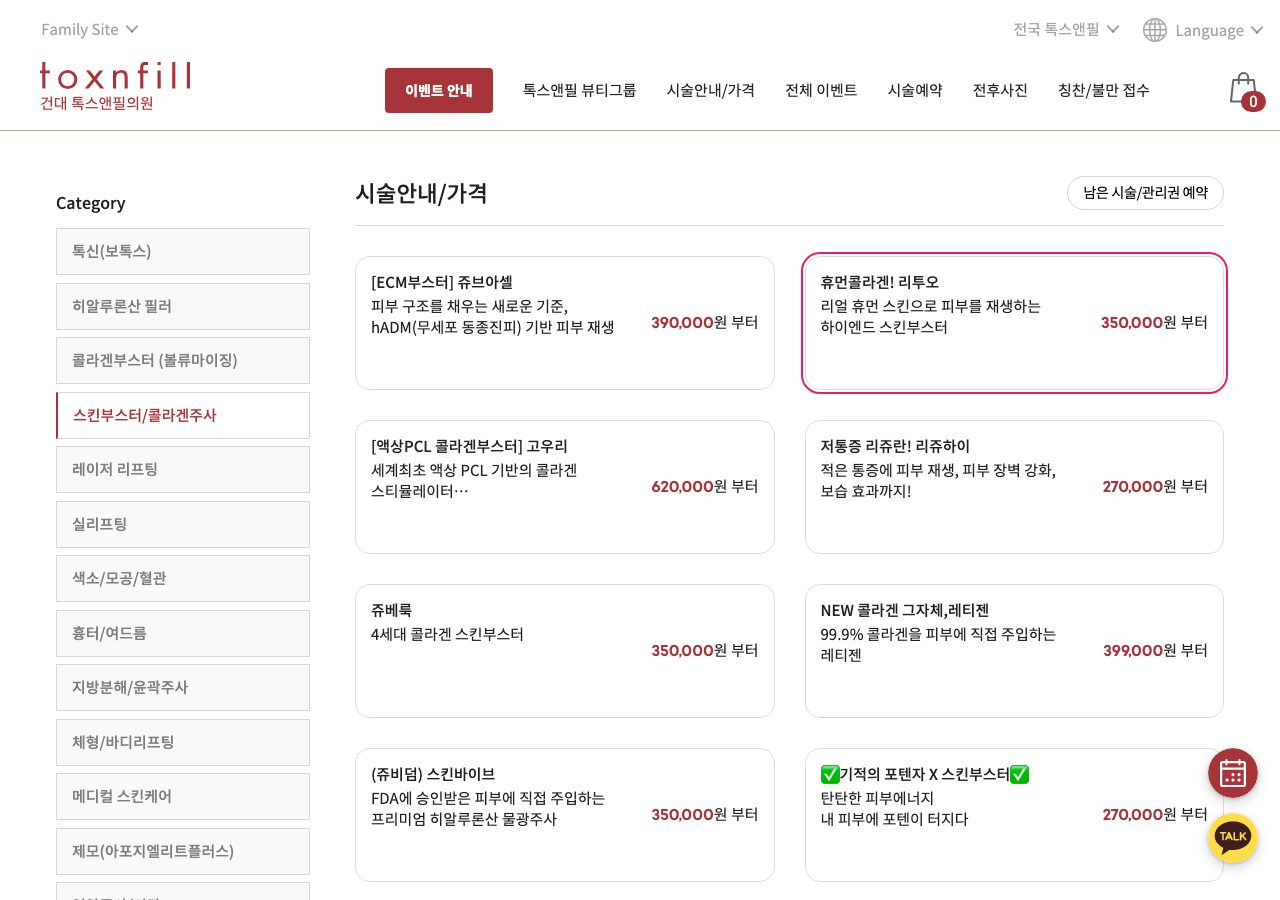 Family Site
전국 톡스앤필
Language
toxnfill
건대 톡스앤필의원
이벤트 안내
톡스앤필 뷰티그룹
시술안내/가격
전체 이벤트
시술예약
전후사진
칭찬/불만 접수
0
Category
톡신(보톡스)
히알루론산 필러
콜라겐부스터 (볼류마이징)
스킨부스터/콜라겐주사
레이저 리프팅
실리프팅
색소/모공/혈관
흉터/여드름
지방분해/윤곽주사
체형/바디리프팅
메디컬 스킨케어
제모(아포지엘리트플러스)
시술안내/가격
남은 시술/관리권 예약
[ECM부스터] 쥬브아셀
피부 구조를 채우는 새로운 기준,
hADM(무세포 동종진피) 기반 피부 재생
390,000원 부터
휴먼콜라겐! 리투오
리얼 휴먼 스킨으로 피부를 재생하는
하이엔드 스킨부스터
350,000원 부터
[액상PCL 콜라겐부스터] 고우리
세계최초 액상 PCL 기반의 콜라겐
스티뮬레이터…
620,000원 부터
저통증 리쥬란! 리쥬하이
적은 통증에 피부 재생, 피부 장벽 강화,
보습 효과까지!
270,000원 부터
쥬베룩
4세대 콜라겐 스킨부스터
350,000원 부터
NEW 콜라겐 그자체,레티젠
99.9% 콜라겐을 피부에 직접 주입하는
레티젠
399,000원 부터
(쥬비덤) 스킨바이브
FDA에 승인받은 피부에 직접 주입하는
프리미엄 히알루론산 물광주사
350,000원 부터
✅기적의 포텐자 X 스킨부스터✅
탄탄한 피부에너지
내 피부에 포텐이 터지다
270,000원 부터
TALK